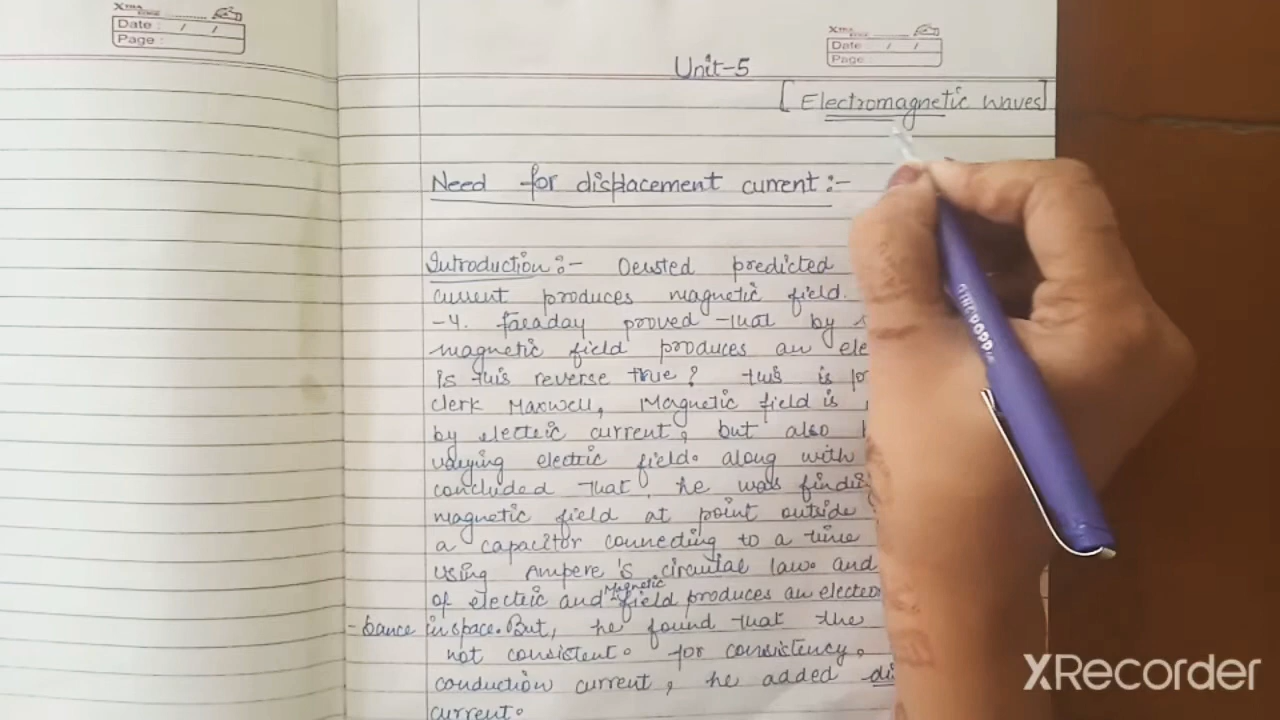 XTRA
Date : / /
Page :
XTRA
Date : / /
Page :
Unit-5
[Electromagnetic Waves]
Need for displacement current :-
Introduction :- Oersted predicted
current produces magnetic field.
-y. faraday proved that by
magnetic field produces an ele
is this reverse true? This is pr
clerk Maxwell, Magnetic field is
by electric current, but also
varying electric field. along with
concluded that, he was findi
magnetic field at point outside
a capacitor connecting to a time
using Ampere's circuital law. and
Magnetic
of electric and field produces an electro
-bance in space. But, he found that the
not consistent. for consistency,
conduction current, he added di
current.
PDOO
XRecorder